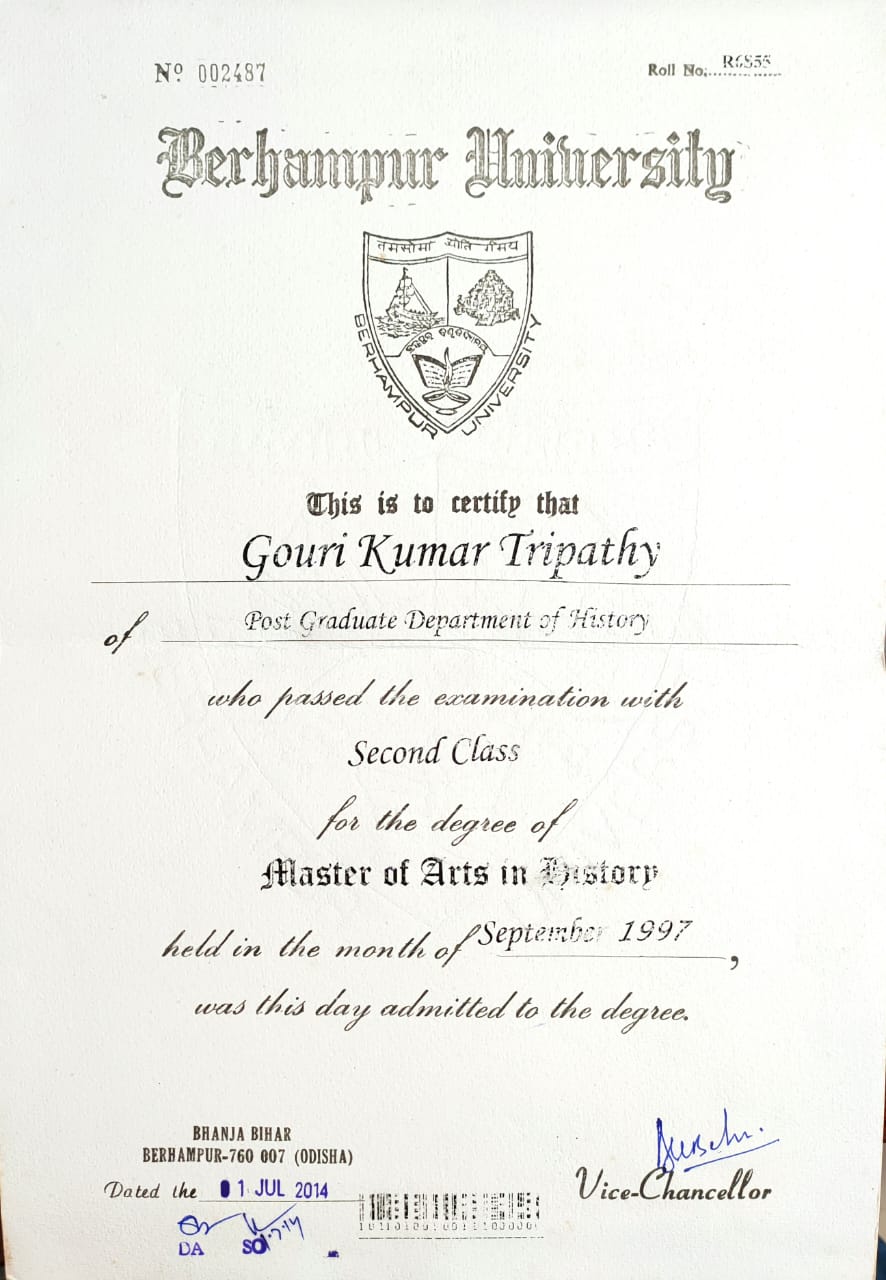 Nº 002487
Roll No. R6855
Berhampur University
तमसोमा ज्योति र्गमय
BERHAMPUR UNIVERSITY
This is to certify that
Gouri Kumar Tripathy
of Post Graduate Department of History
who passed the examination with
Second Class
for the degree of
Master of Arts in History
held in the month of September 1997,
was this day admitted to the degree.
BHANJA BIHAR
BERHAMPUR-760 007 (ODISHA)
Dated the 01 JUL 2014
Vice-Chancellor
DA SO